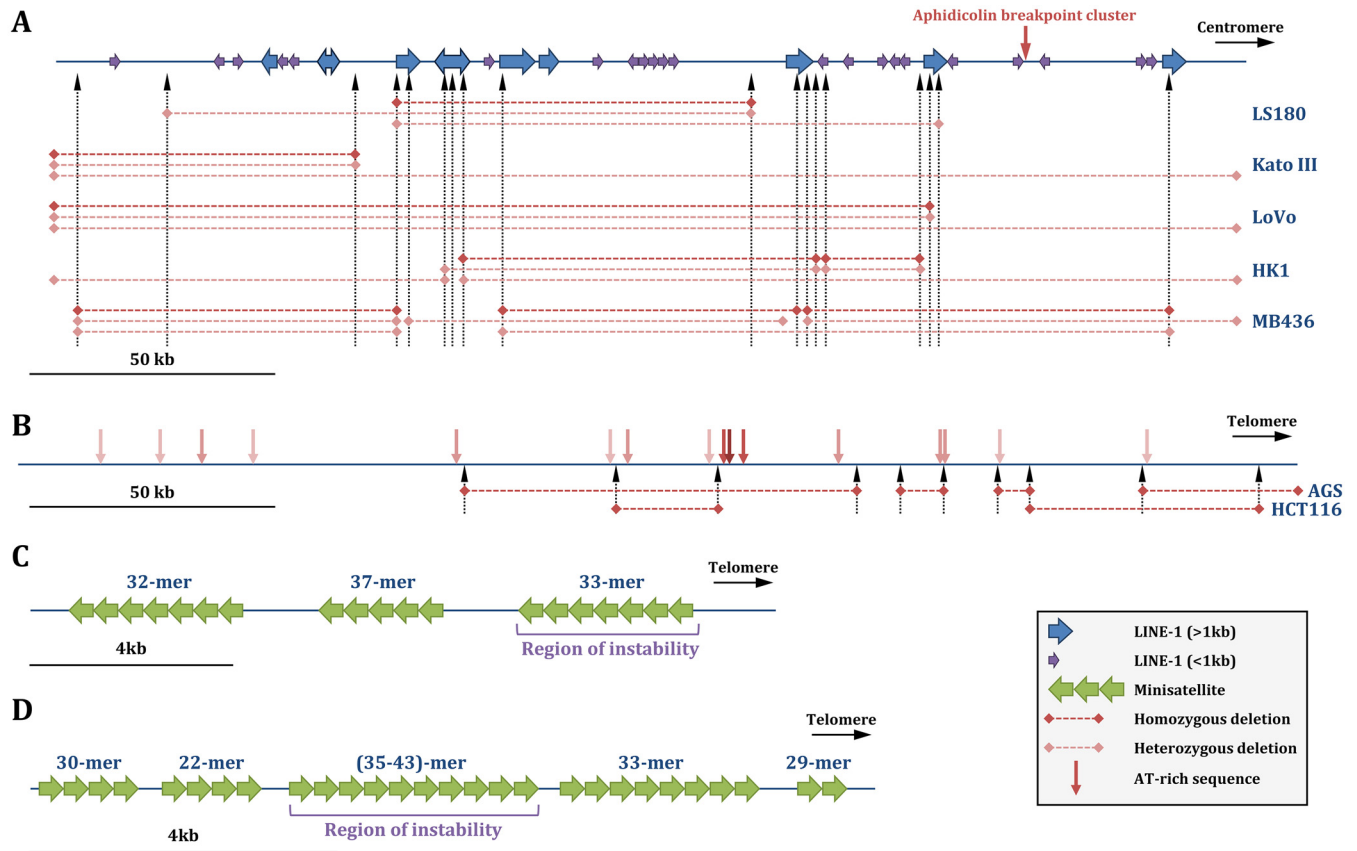 A
Aphidicolin breakpoint cluster
Centromere
LS180
Kato III
LoVo
HK1
MB436
50 kb
B
Telomere
50 kb
AGS
HCT116
C
32-mer
37-mer
33-mer
Telomere
4kb
Region of instability
D
30-mer
22-mer
(35-43)-mer
33-mer
29-mer
Telomere
Region of instability
4kb
LINE-1 (>1kb)
LINE-1 (<1kb)
Minisatellite
Homozygous deletion
Heterozygous deletion
AT-rich sequence